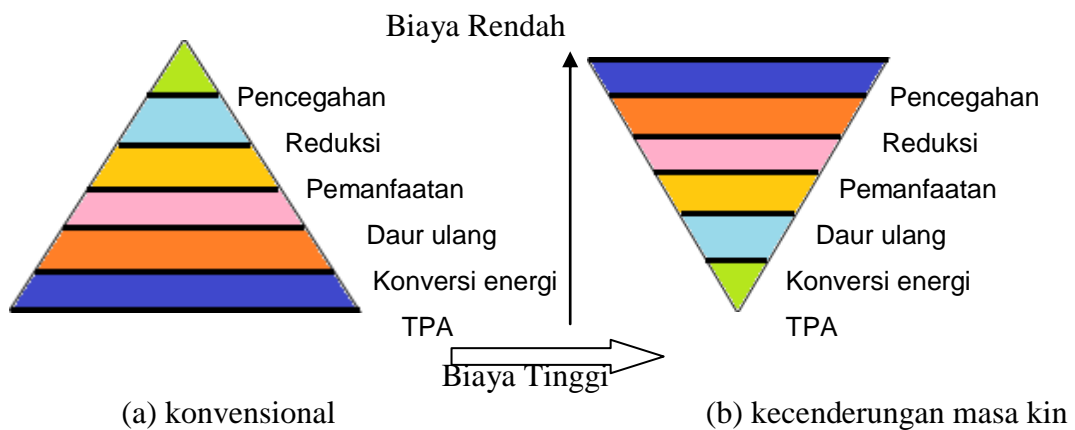 Biaya Rendah
Pencegahan
Reduksi
Pemanfaatan
Daur ulang
Konversi energi
TPA
Pencegahan
Reduksi
Pemanfaatan
Daur ulang
Konversi energi
TPA
Biaya Tinggi
(a) konvensional
(b) kecenderungan masa kin